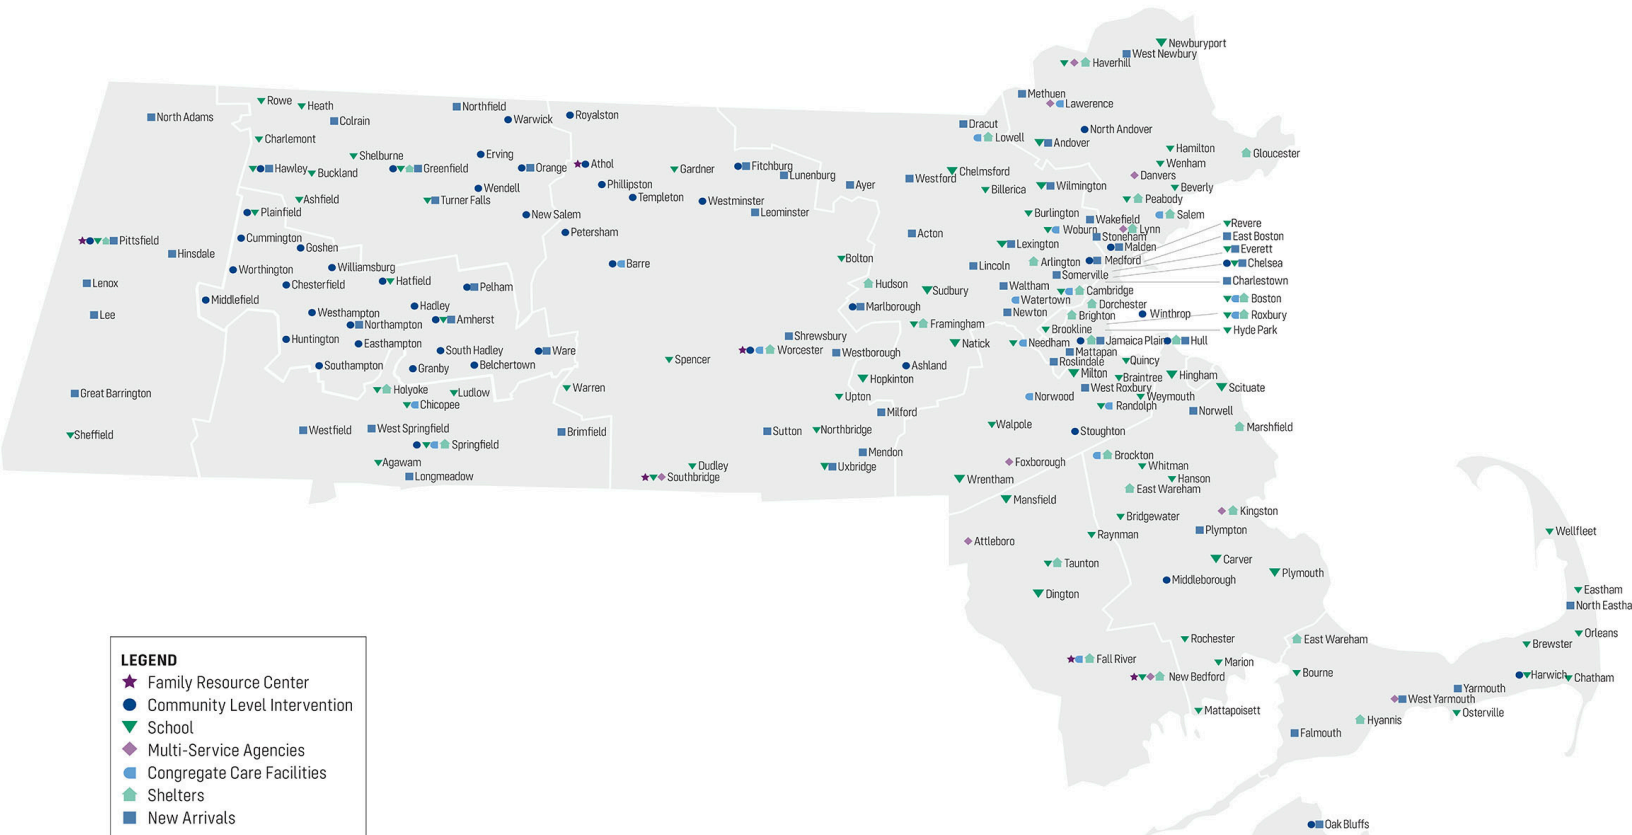 Newburyport
West Newbury
Haverhill
Methuen
Lawerence
Rowe
Heath
Northfield
North Adams
Colrain
Warwick
Royalston
Dracut
North Andover
Lowell
Andover
Charlemont
Shelburne
Erving
Hamilton
Gloucester
Hawley
Buckland
Greenfield
Orange
Athol
Gardner
Fitchburg
Lunenburg
Chelmsford
Wenham
Danvers
Westford
Ayer
Billerica
Wilmington
Beverly
Phillipston
Wendell
Templeton
Westminster
Peabody
Ashfield
Turner Falls
Plainfield
New Salem
Leominster
Burlington
Salem
Wakefield
Revere
Woburn
Lynn
Petersham
Acton
Stoneham
East Boston
Pittsfield
Cummington
Goshen
Lexington
Malden
Everett
Hinsdale
Bolton
Arlington
Medford
Chelsea
Barre
Lincoln
Worthington
Williamsburg
Somerville
Lenox
Chesterfield
Hatfield
Pelham
Hudson
Sudbury
Waltham
Cambridge
Charlestown
Middlefield
Hadley
Marlborough
Watertown
Dorchester
Boston
Lee
Westhampton
Northampton
Amherst
Newton
Brighton
Winthrop
Roxbury
Framingham
Brookline
Hyde Park
Huntington
Easthampton
Shrewsbury
Natick
Needham
Jamaica Plain
Hull
South Hadley
Ware
Worcester
Westborough
Mattapan
Spencer
Roslindale
Quincy
Southampton
Granby
Belchertown
Ashland
Milton
Braintree
Hingham
Hopkinton
Great Barrington
Holyoke
Ludlow
Warren
West Roxbury
Scituate
Upton
Norwood
Weymouth
Chicopee
Milford
Randolph
Norwell
Sheffield
Westfield
West Springfield
Brimfield
Sutton
Northbridge
Walpole
Stoughton
Marshfield
Springfield
Mendon
Brockton
Agawam
Dudley
Uxbridge
Foxborough
Whitman
Longmeadow
Southbridge
Wrentham
Hanson
East Wareham
Mansfield
Bridgewater
Kingston
Raynman
Plympton
Wellfleet
Attleboro
Taunton
Carver
Plymouth
Middleborough
Dington
Eastham
North Eastha
Rochester
East Wareham
Orleans
Brewster
Fall River
Marion
Bourne
New Bedford
Harwich
Chatham
Yarmouth
West Yarmouth
Mattapoisett
Osterville
Hyannis
Falmouth
Oak Bluffs
LEGEND
Family Resource Center
Community Level Intervention
School
Multi-Service Agencies
Congregate Care Facilities
Shelters
New Arrivals